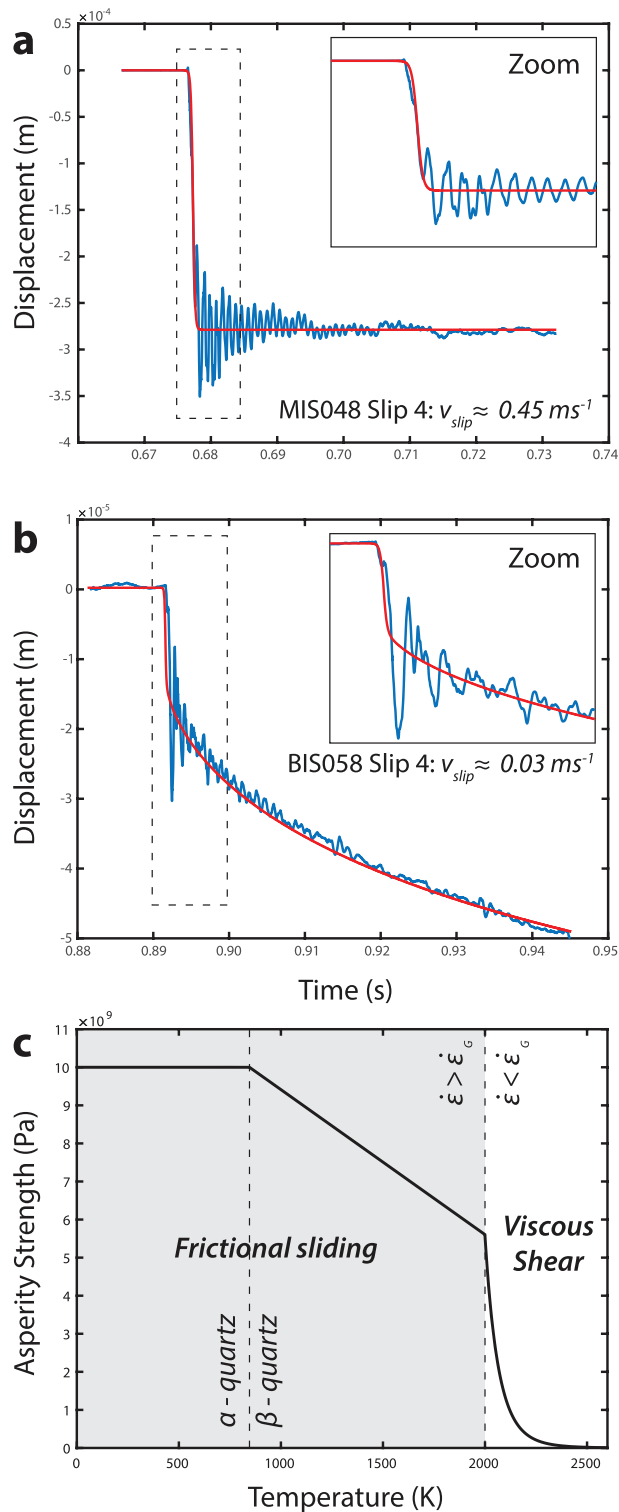 a
×10⁻⁴
0.5
0
-0.5
-1
-1.5
-2
-2.5
-3
-3.5
-4
Displacement (m)
Zoom
MIS048 Slip 4: v_slip ≈ 0.45 ms⁻¹
0.67 0.68 0.69 0.70 0.71 0.72 0.73 0.74
b
×10⁻⁵
1
0
-1
-2
-3
-4
-5
Displacement (m)
Zoom
BIS058 Slip 4: v_slip ≈ 0.03 ms⁻¹
0.88 0.89 0.90 0.91 0.92 0.93 0.94 0.95
Time (s)
c
×10⁹
11
10
9
8
7
6
5
4
3
2
1
0
Asperity Strength (Pa)
ε̇ > ε̇_G
ε̇ < ε̇_G
Frictional sliding
Viscous
Shear
α - quartz
β - quartz
0 500 1000 1500 2000 2500
Temperature (K)